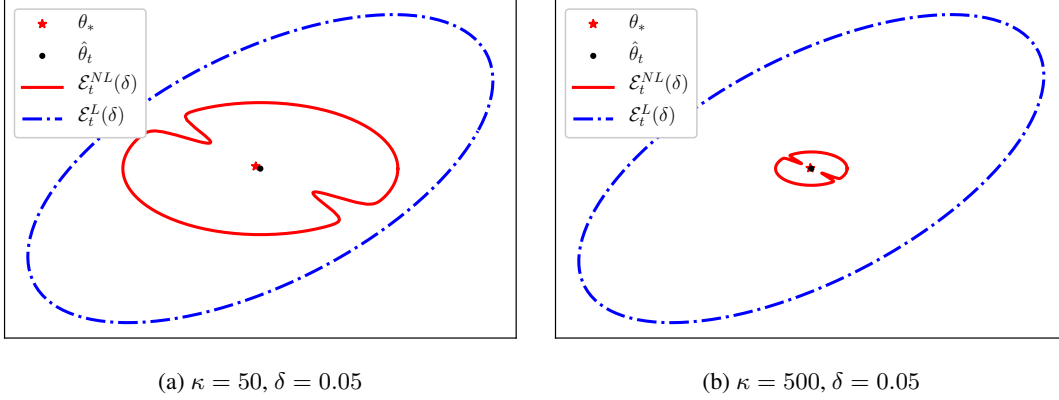 θ∗
θ̂t
ℰtNL(δ)
ℰtL(δ)
θ∗
θ̂t
ℰtNL(δ)
ℰtL(δ)
(a) κ = 50, δ = 0.05
(b) κ = 500, δ = 0.05